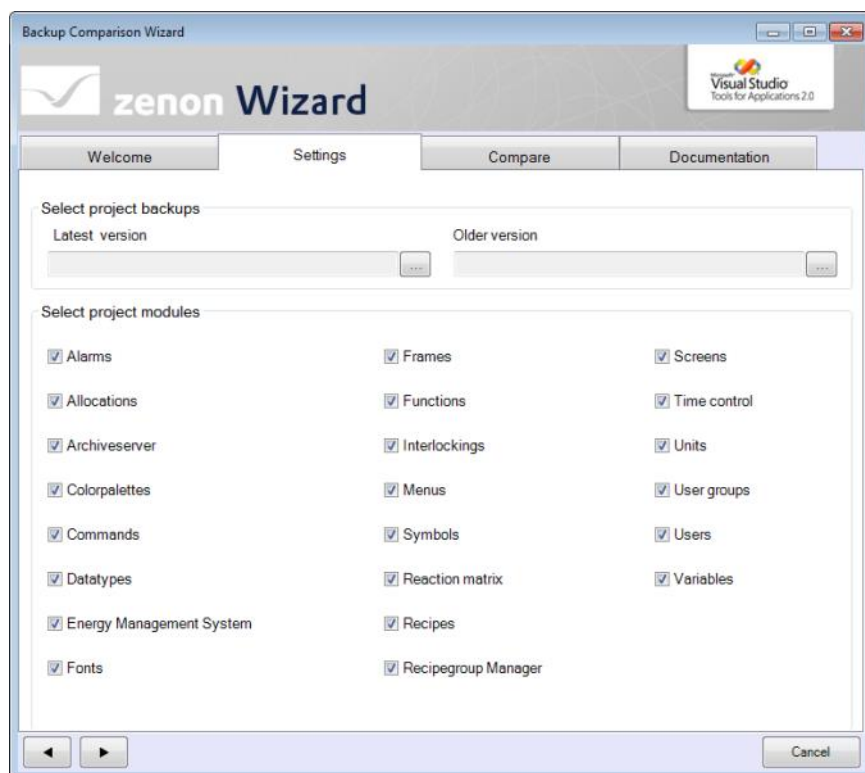 Backup Comparison Wizard
zenon Wizard
Microsoft
Visual Studio
Tools for Applications 2.0
Welcome Settings Compare Documentation
Select project backups
Latest version Older version
... ...
Select project modules
Alarms Frames Screens
Allocations Functions Time control
Archiveserver Interlockings Units
Colorpalettes Menus User groups
Commands Symbols Users
Datatypes Reaction matrix Variables
Energy Management System Recipes
Fonts Recipegroup Manager
Cancel